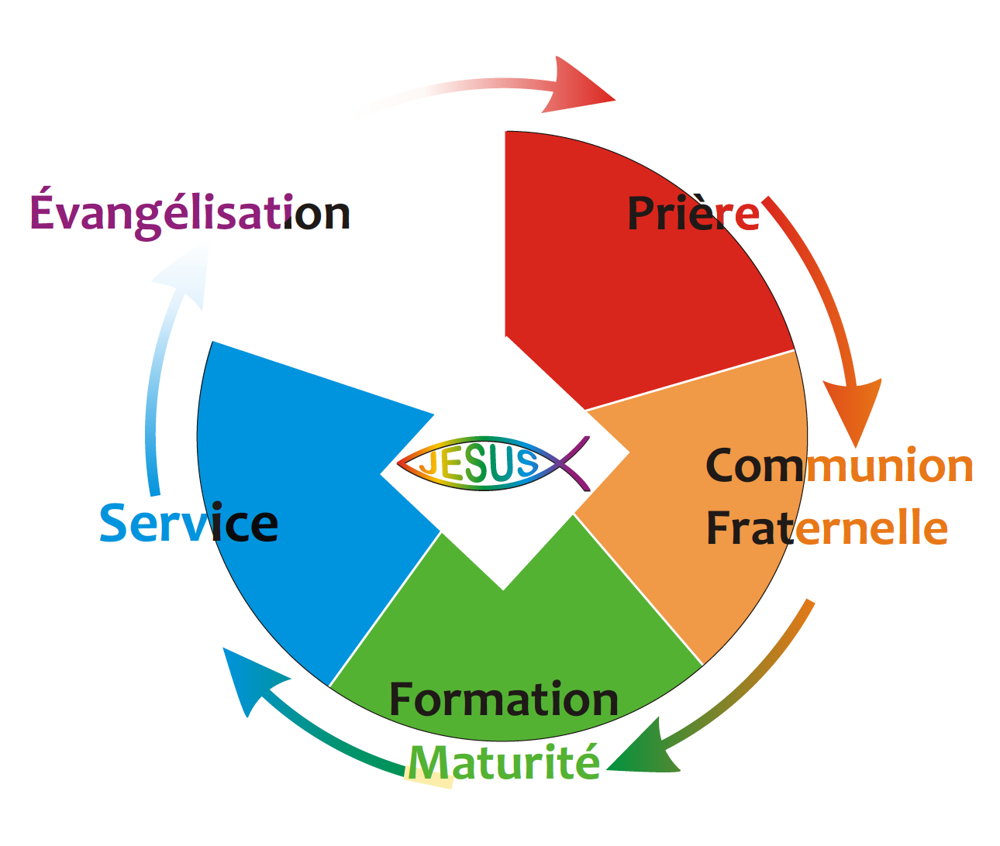 Évangélisation
Prière
JESUS
Communion
Fraternelle
Service
Formation
Maturité